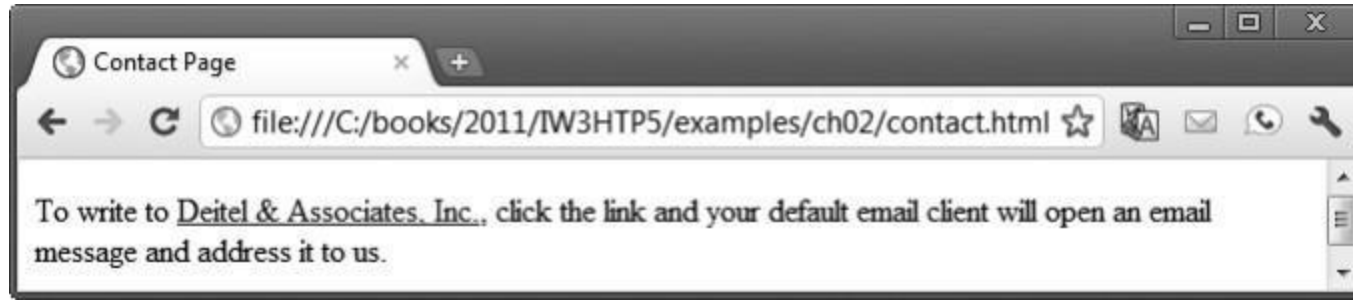 Contact Page
file:///C:/books/2011/IW3HTP5/examples/ch02/contact.html
To write to Deitel & Associates, Inc., click the link and your default email client will open an email
message and address it to us.